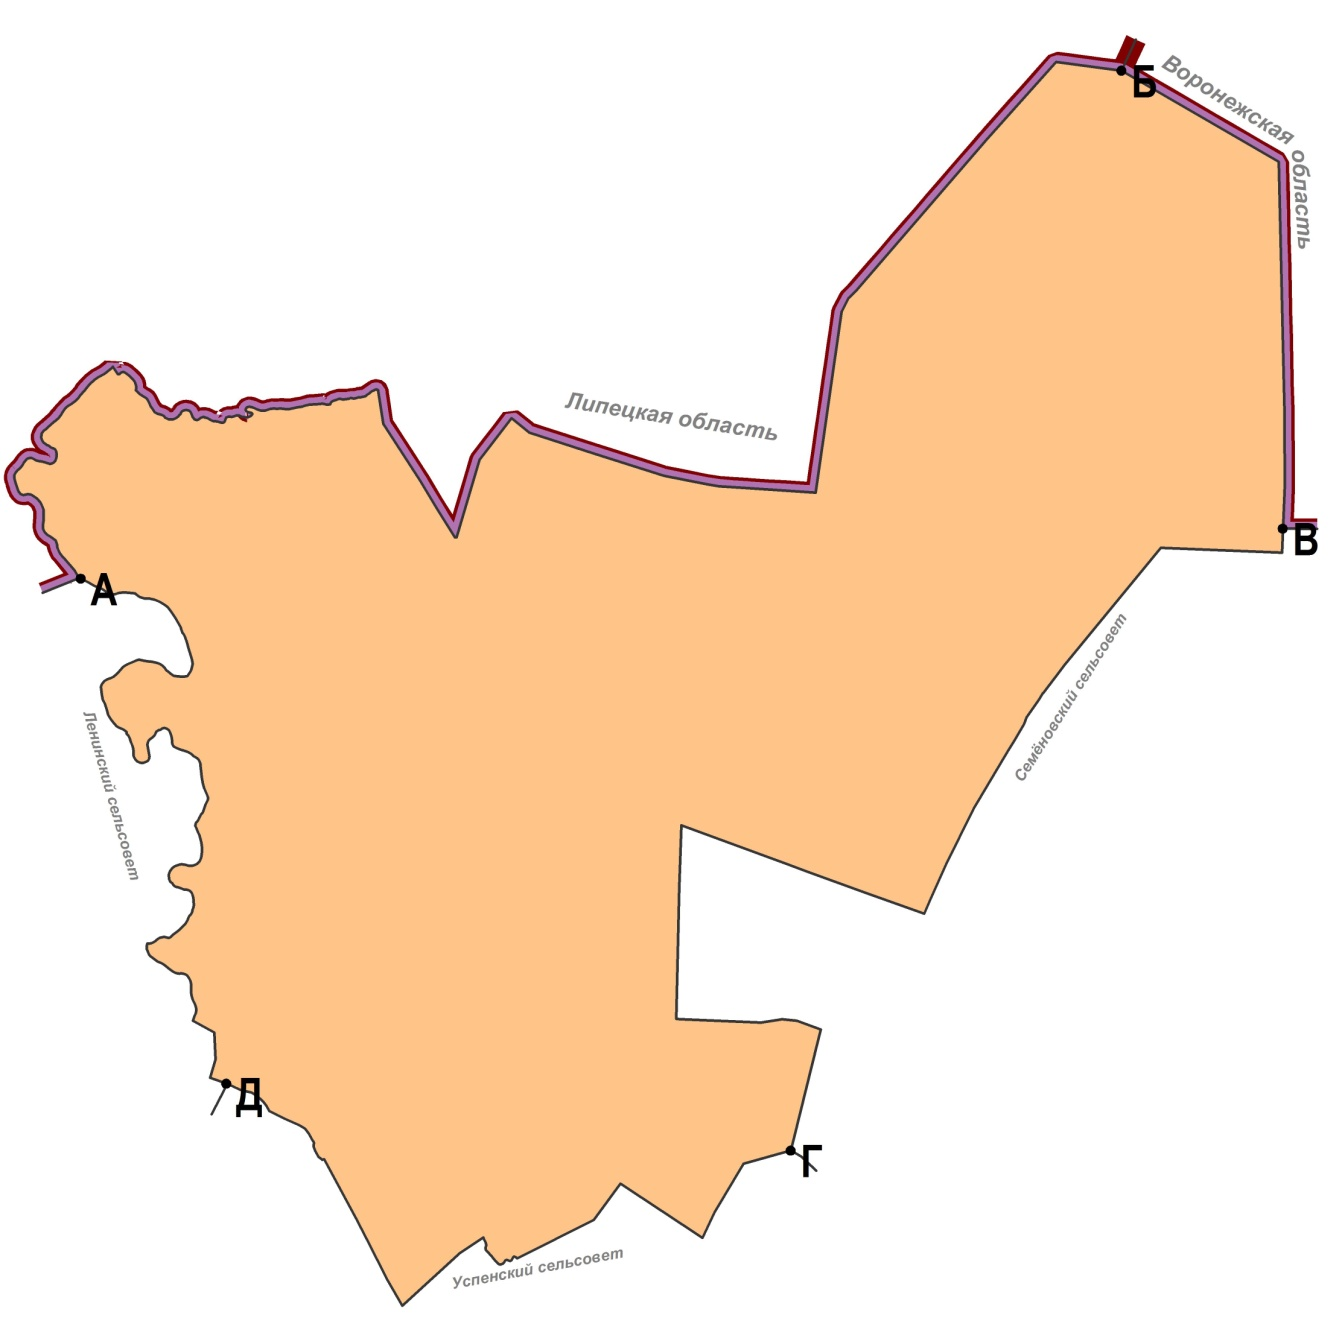 Б
Воронежская область
Липецкая область
В
А
Семёновский сельсовет
Ленинский сельсовет
Д
Г
Успенский сельсовет